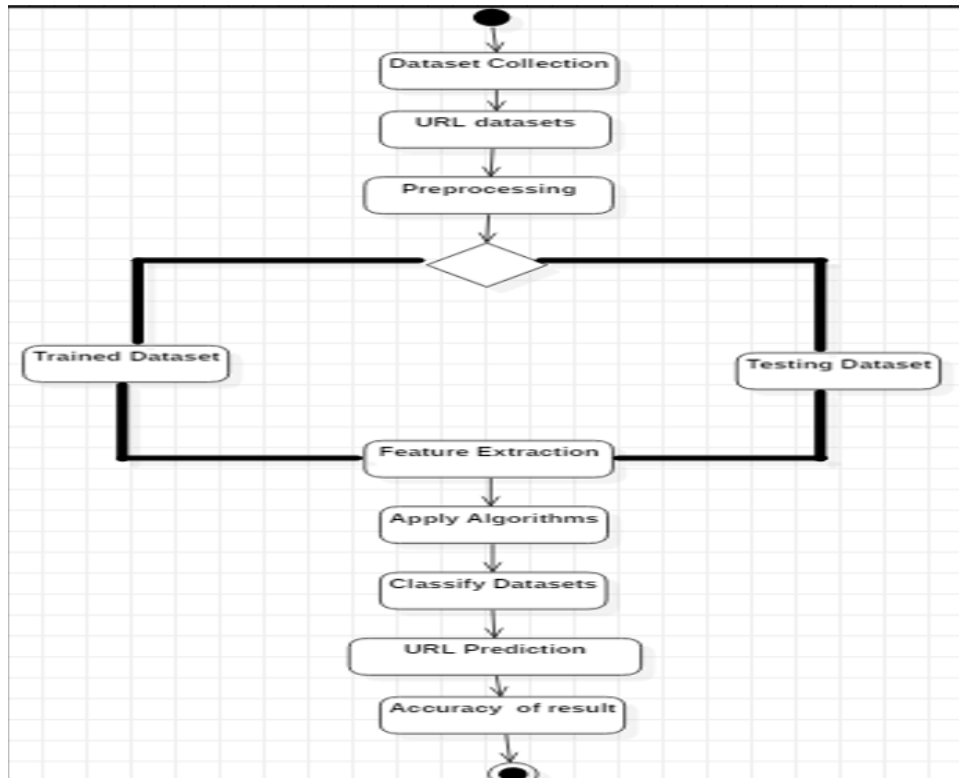 Dataset Collection
URL datasets
Preprocessing
Trained Dataset
Testing Dataset
Feature Extraction
Apply Algorithms
Classify Datasets
URL Prediction
Accuracy of result